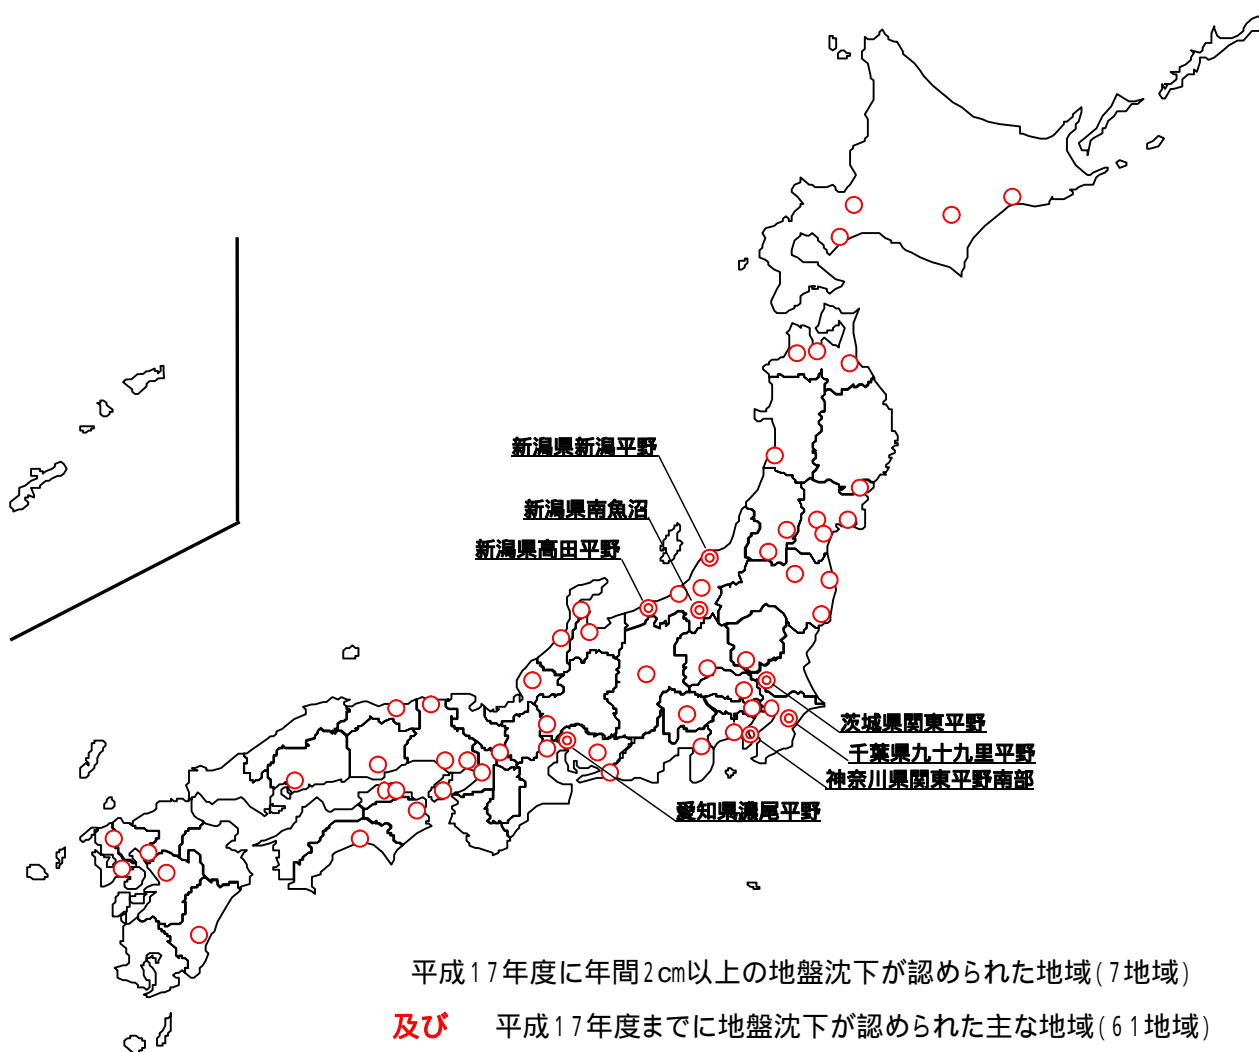 新潟県新潟平野
新潟県南魚沼
新潟県高田平野
茨城県関東平野
千葉県九十九里平野
神奈川県関東平野南部
愛知県濃尾平野
平成17年度に年間2cm以上の地盤沈下が認められた地域(7地域)
及び 平成17年度までに地盤沈下が認められた主な地域(61地域)